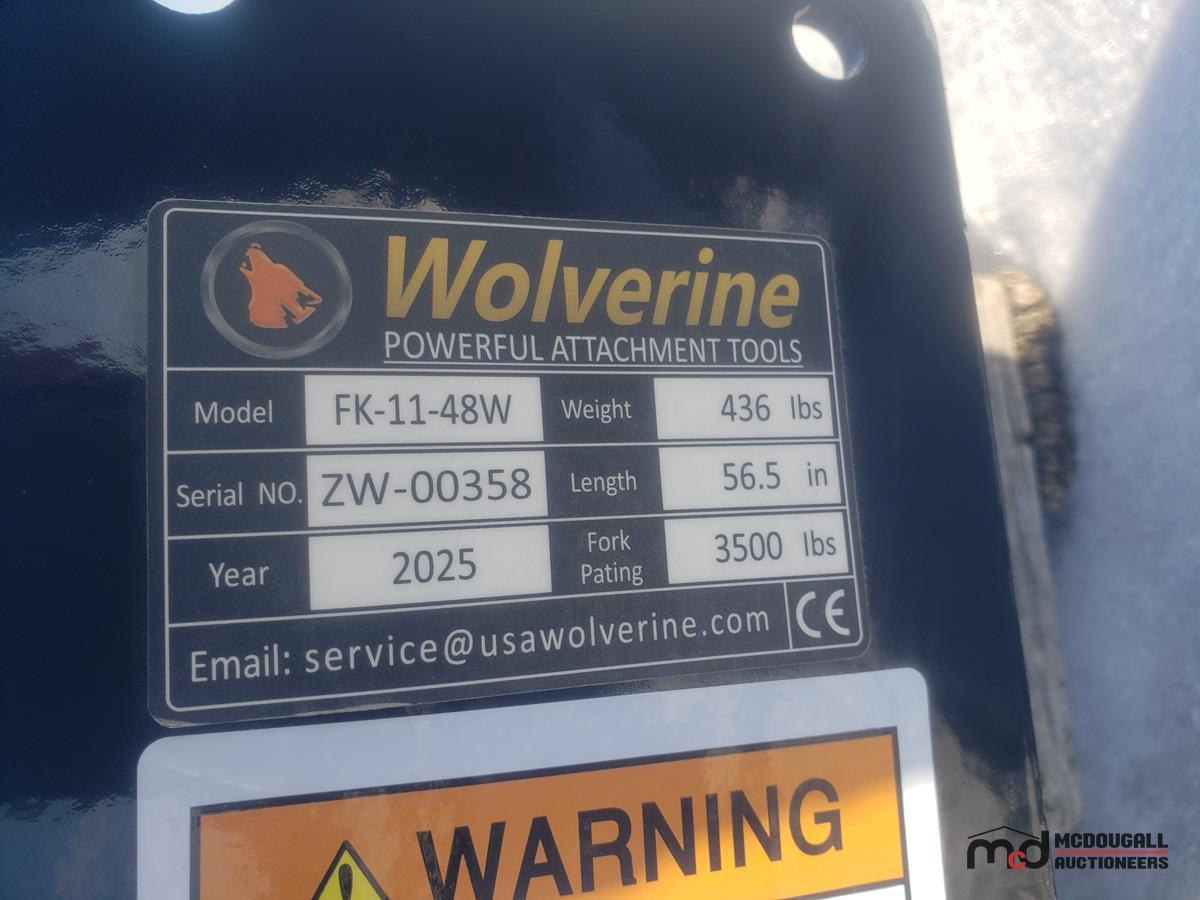 Wolverine
POWERFUL ATTACHMENT TOOLS
Model FK-11-48W Weight 436 lbs
Serial NO. ZW-00358 Length 56.5 in
Year 2025 Fork Pating 3500 lbs
Email: service@usawolverine.com CE
WARNING
mcd MCDOUGALL
AUCTIONEERS